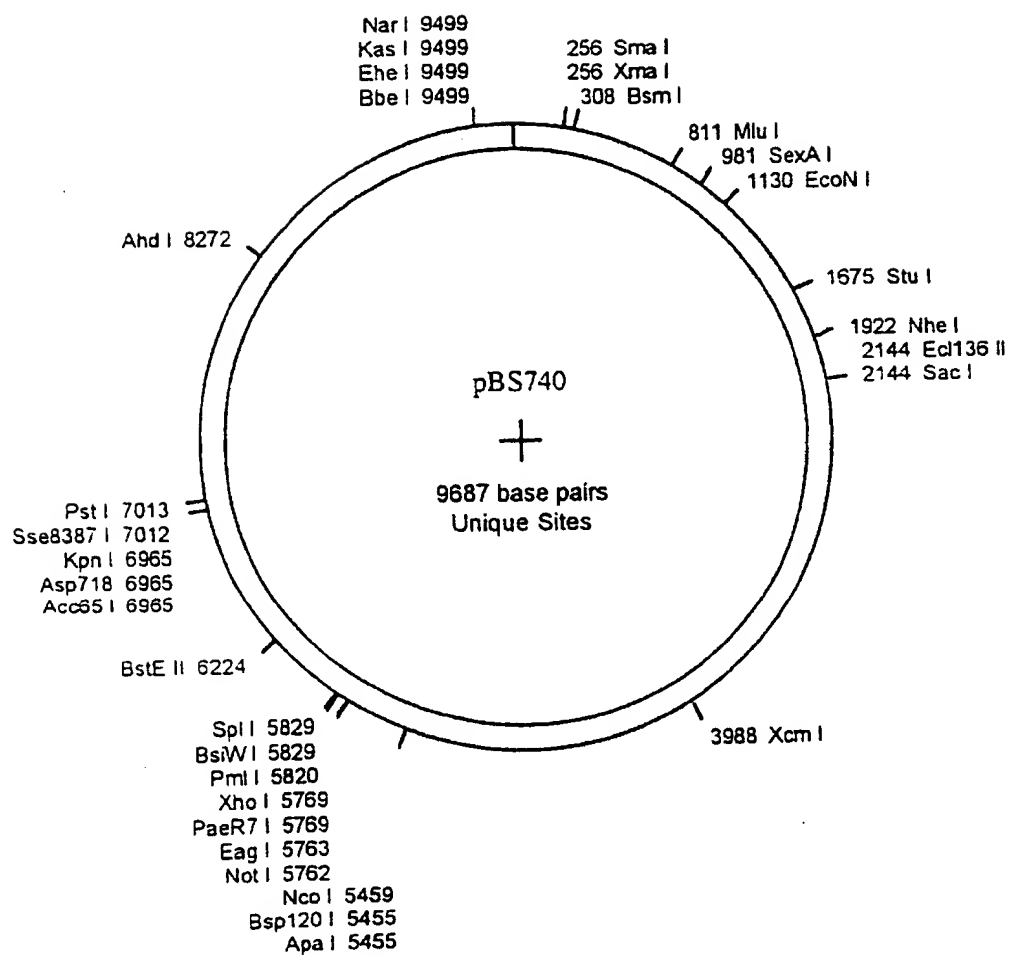 Nar I 9499
Kas I 9499
Ehe I 9499
Bbe I 9499
256 Sma I
256 Xma I
308 Bsm I
811 Mlu I
981 SexA I
1130 EcoN I
Ahd I 8272
1675 Stu I
1922 Nhe I
2144 Ecl136 II
2144 Sac I
pBS740
9687 base pairs
Unique Sites
Pst I 7013
Sse8387 I 7012
Kpn I 6965
Asp718 6965
Acc65 I 6965
BstE II 6224
3988 Xcm I
Spl I 5829
BsiW I 5829
Pml I 5820
Xho I 5769
PaeR7 I 5769
Eag I 5763
Not I 5762
Nco I 5459
Bsp120 I 5455
Apa I 5455